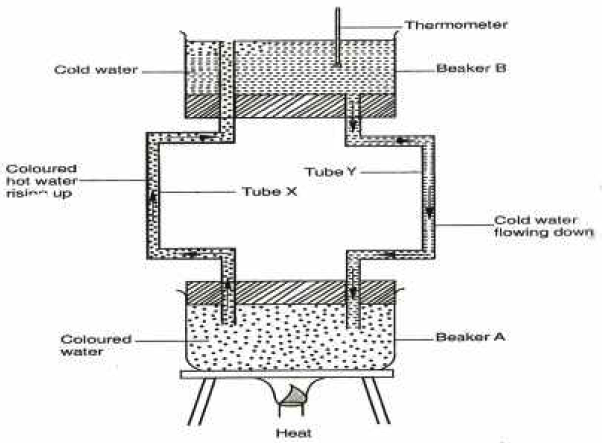 Thermometer
Cold water
Beaker B
Coloured
hot water
rising up
Tube X
Tube Y
Cold water
flowing down
Coloured
water
Beaker A
Heat